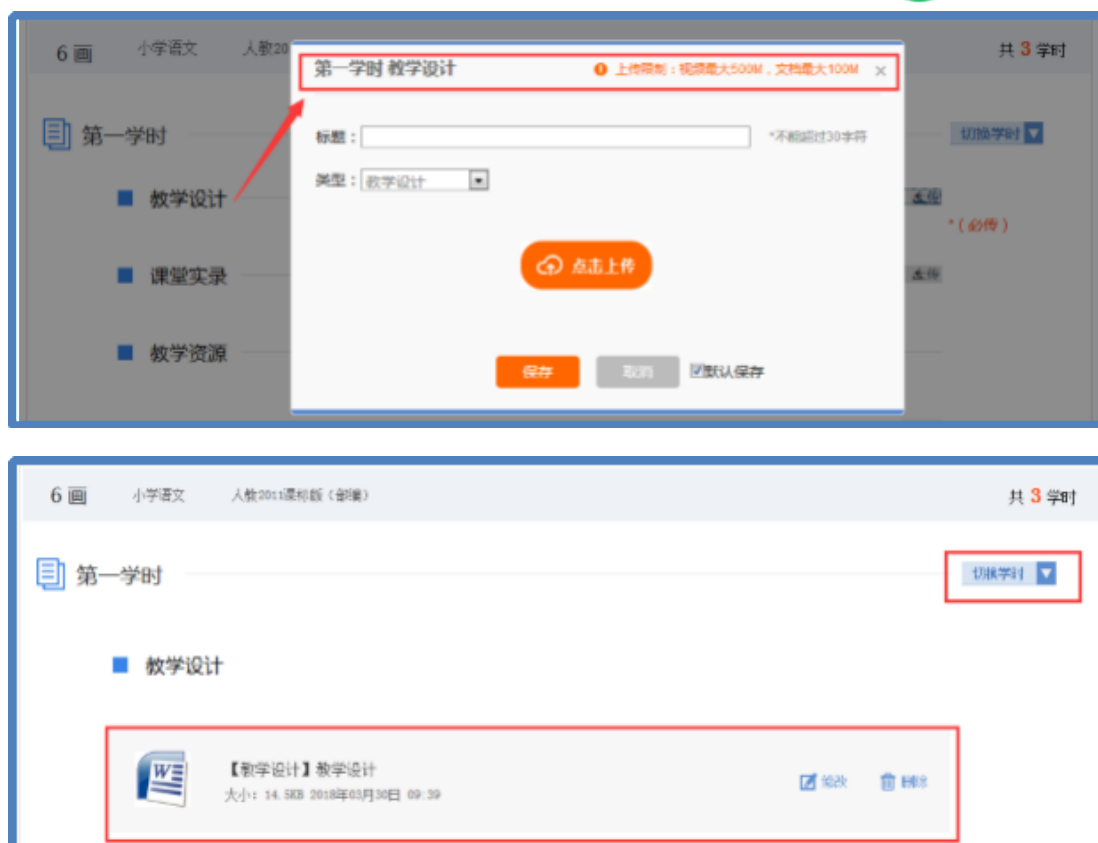 6 画 小学语文 人教20 共 3 学时
第一学时 教学设计 上传限制：视频最大500M，文档最大100M ×
第一学时 切换学时
标题： *不能超过30字符
类型： 教学设计
教学设计 上传
*（必传）
点击上传
课堂实录 上传
教学资源
保存 取消 默认保存
6 画 小学语文 人教2011课标版（部编） 共 3 学时
第一学时 切换学时
教学设计
【教学设计】教学设计
大小: 14.5KB 2018年03月30日 09:39 修改 删除